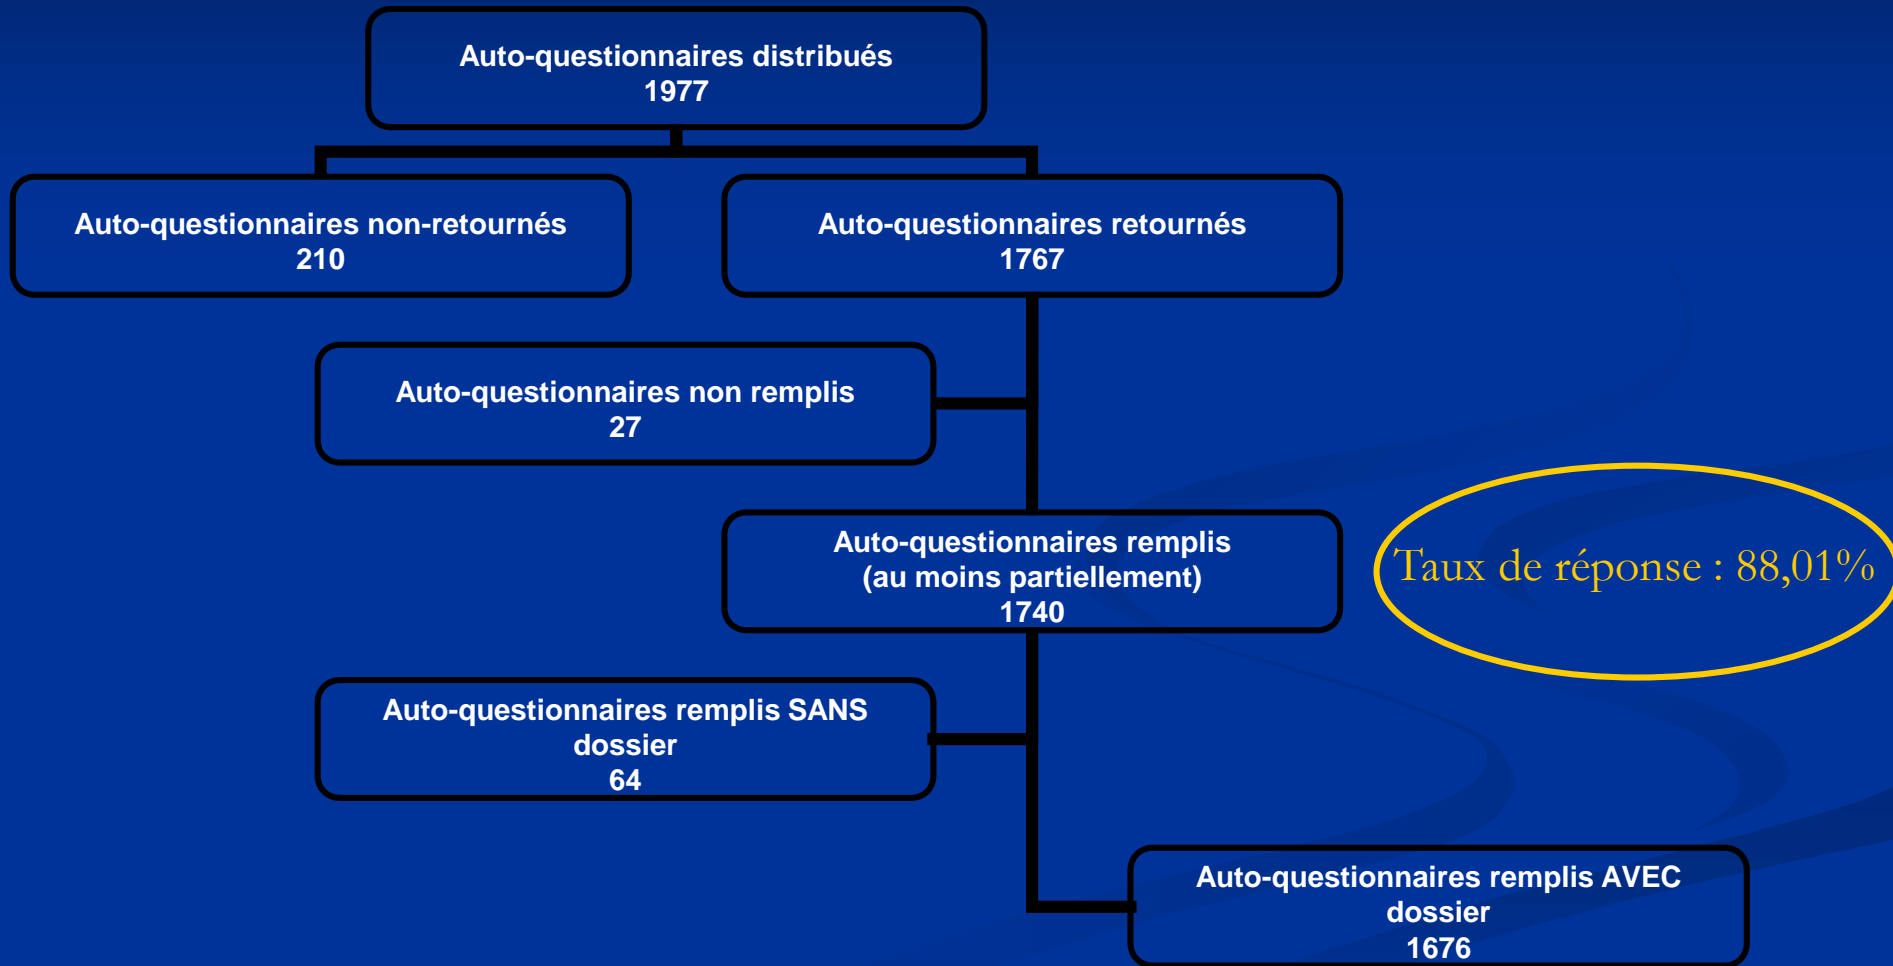 Auto-questionnaires distribués
1977
Auto-questionnaires non-retournés
210
Auto-questionnaires retournés
1767
Auto-questionnaires non remplis
27
Auto-questionnaires remplis
(au moins partiellement)
1740
Taux de réponse : 88,01%
Auto-questionnaires remplis SANS
dossier
64
Auto-questionnaires remplis AVEC
dossier
1676